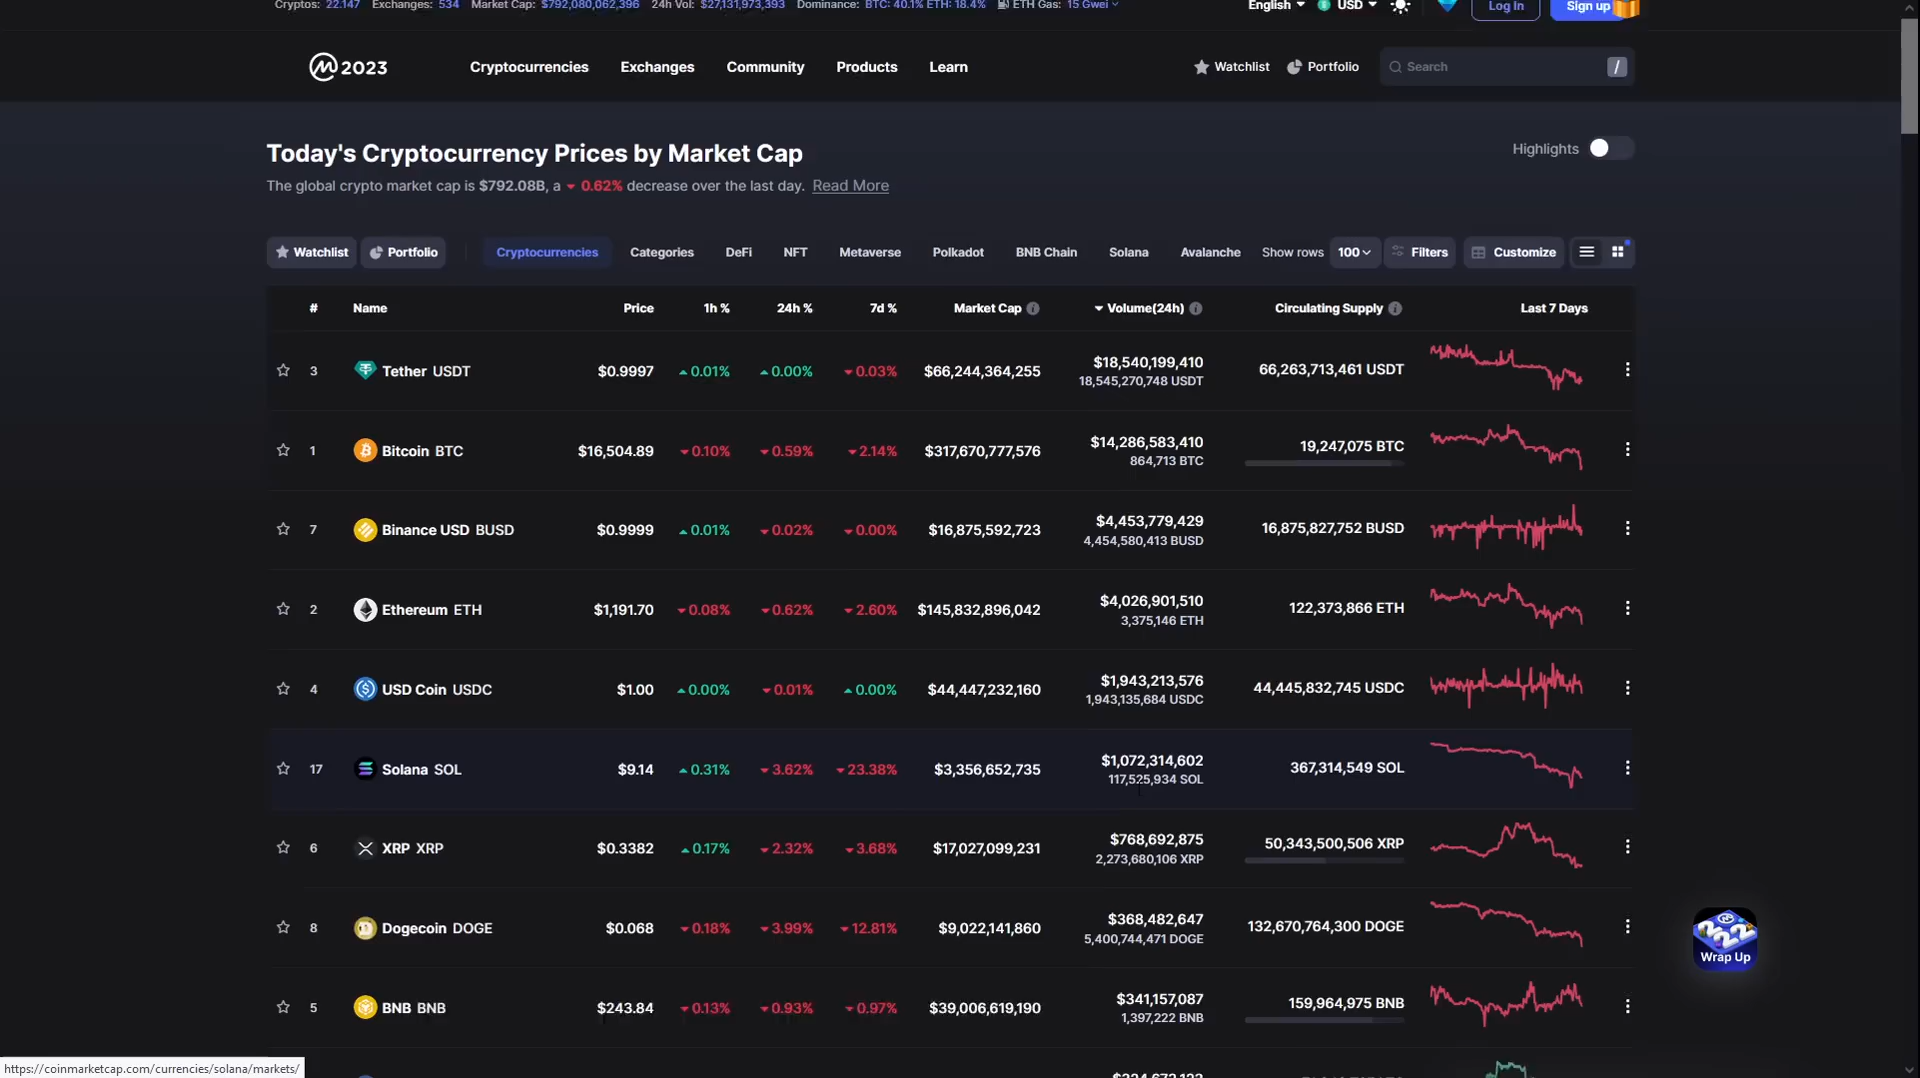 Cryptos: 22,147 Exchanges: 534 Market Cap: $792,080,062,396 24h Vol: $27,131,973,393 Dominance: BTC: 40.1% ETH: 18.4% ETH Gas: 15 Gwei English USD Log In Sign up
2023 Cryptocurrencies Exchanges Community Products Learn Watchlist Portfolio Search /
Today's Cryptocurrency Prices by Market Cap Highlights
The global crypto market cap is $792.08B, a 0.62% decrease over the last day. Read More
Watchlist Portfolio Cryptocurrencies Categories DeFi NFT Metaverse Polkadot BNB Chain Solana Avalanche Show rows 100 Filters Customize
# Name Price 1h % 24h % 7d % Market Cap Volume(24h) Circulating Supply Last 7 Days
3 Tether USDT $0.9997 0.01% 0.00% 0.03% $66,244,364,255 $18,540,199,410 66,263,713,461 USDT
18,545,270,748 USDT
1 Bitcoin BTC $16,504.89 0.10% 0.59% 2.14% $317,670,777,576 $14,286,583,410 19,247,075 BTC
864,713 BTC
7 Binance USD BUSD $0.9999 0.01% 0.02% 0.00% $16,875,592,723 $4,453,779,429 16,875,827,752 BUSD
4,454,580,413 BUSD
2 Ethereum ETH $1,191.70 0.08% 0.62% 2.60% $145,832,896,042 $4,026,901,510 122,373,866 ETH
3,375,146 ETH
4 USD Coin USDC $1.00 0.00% 0.01% 0.00% $44,447,232,160 $1,943,213,576 44,445,832,745 USDC
1,943,135,684 USDC
17 Solana SOL $9.14 0.31% 3.62% 23.38% $3,356,652,735 $1,072,314,602 367,314,549 SOL
117,525,934 SOL
6 XRP XRP $0.3382 0.17% 2.32% 3.68% $17,027,099,231 $768,692,875 50,343,500,506 XRP
2,273,680,106 XRP
8 Dogecoin DOGE $0.068 0.18% 3.99% 12.81% $9,022,141,860 $368,482,647 132,670,764,300 DOGE
5,400,744,471 DOGE
2022
Wrap Up
5 BNB BNB $243.84 0.13% 0.93% 0.97% $39,006,619,190 $341,157,087 159,964,975 BNB
1,397,222 BNB
https://coinmarketcap.com/currencies/solana/markets/